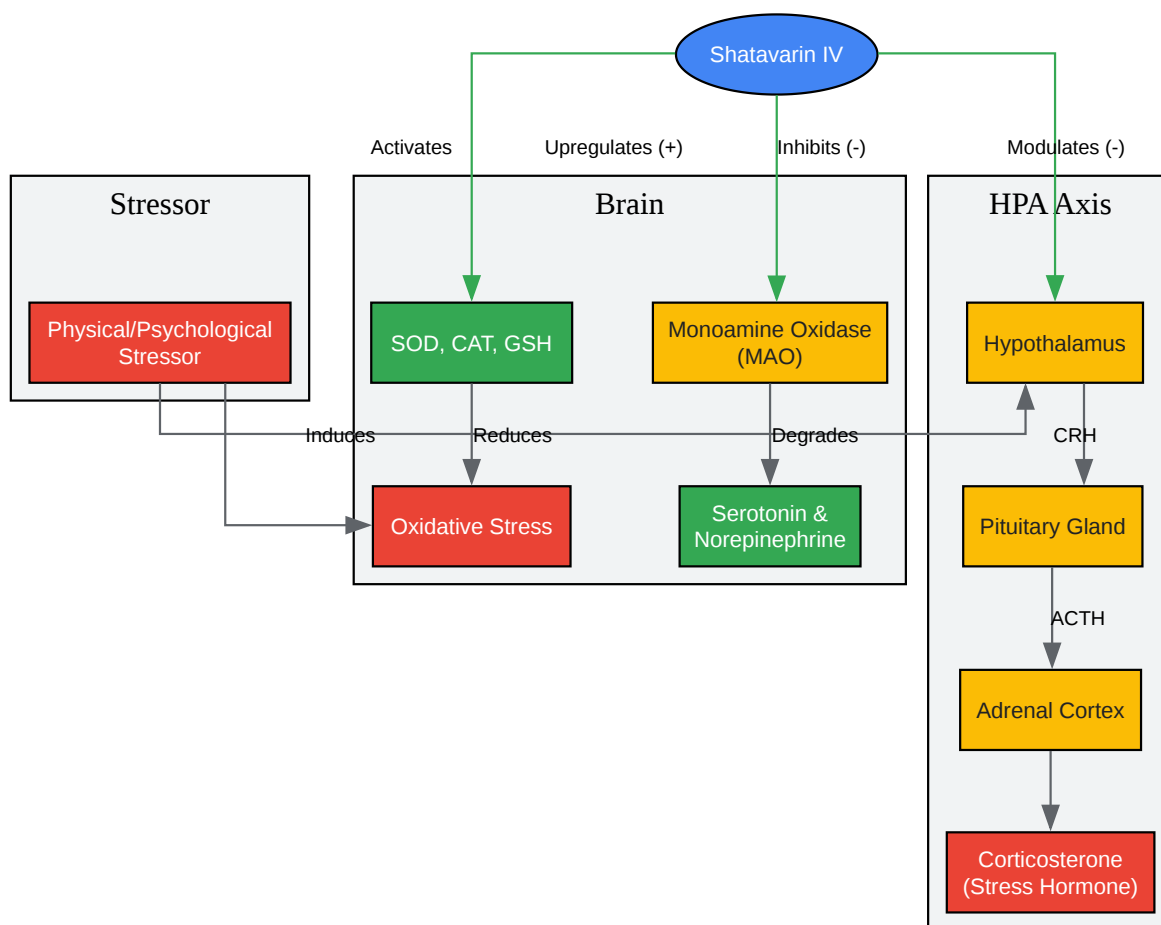 Shatavarin IV
Activates
Upregulates (+)
Inhibits (-)
Modulates (-)
Stressor
Brain
HPA Axis
Physical/Psychological
Stressor
SOD, CAT, GSH
Monoamine Oxidase
(MAO)
Hypothalamus
Induces
Reduces
Degrades
CRH
Oxidative Stress
Serotonin &
Norepinephrine
Pituitary Gland
ACTH
Adrenal Cortex
Corticosterone
(Stress Hormone)